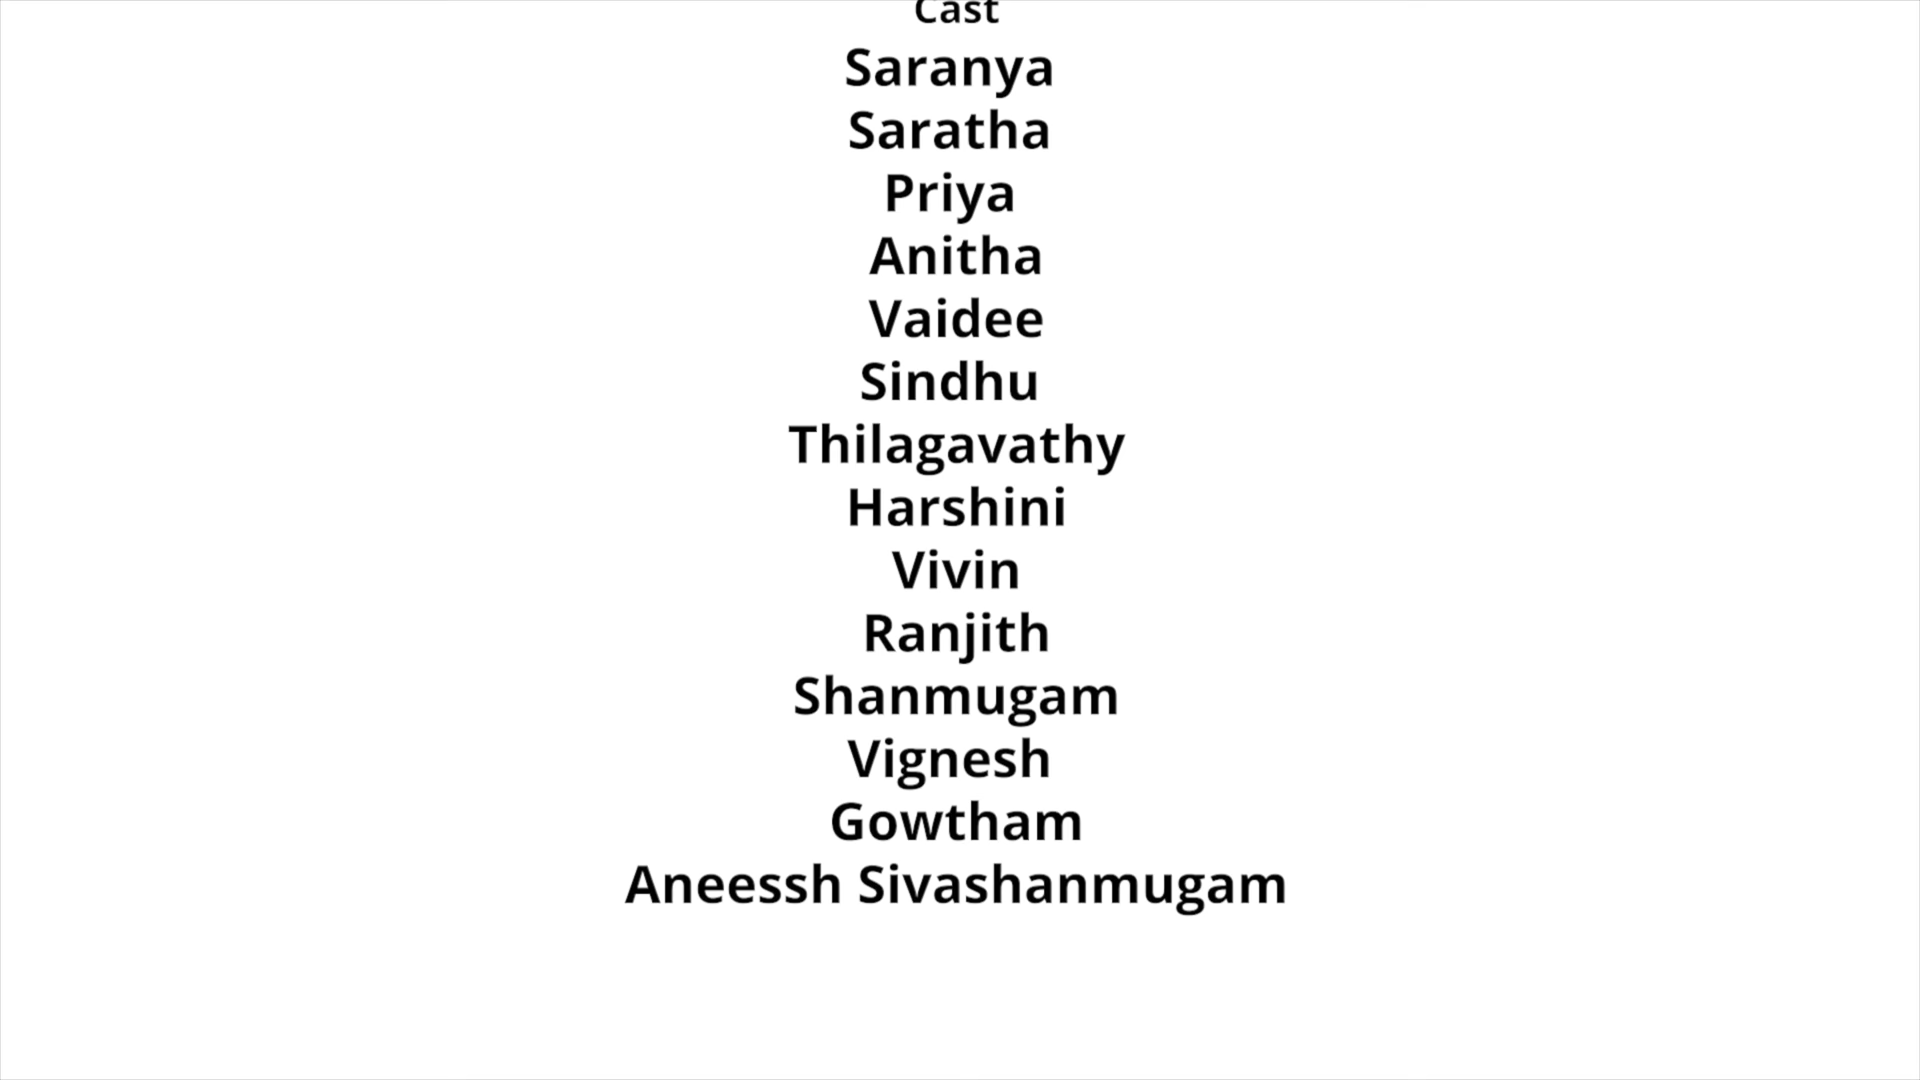 Cast
Saranya
Saratha
Priya
Anitha
Vaidee
Sindhu
Thilagavathy
Harshini
Vivin
Ranjith
Shanmugam
Vignesh
Gowtham
Aneessh Sivashanmugam